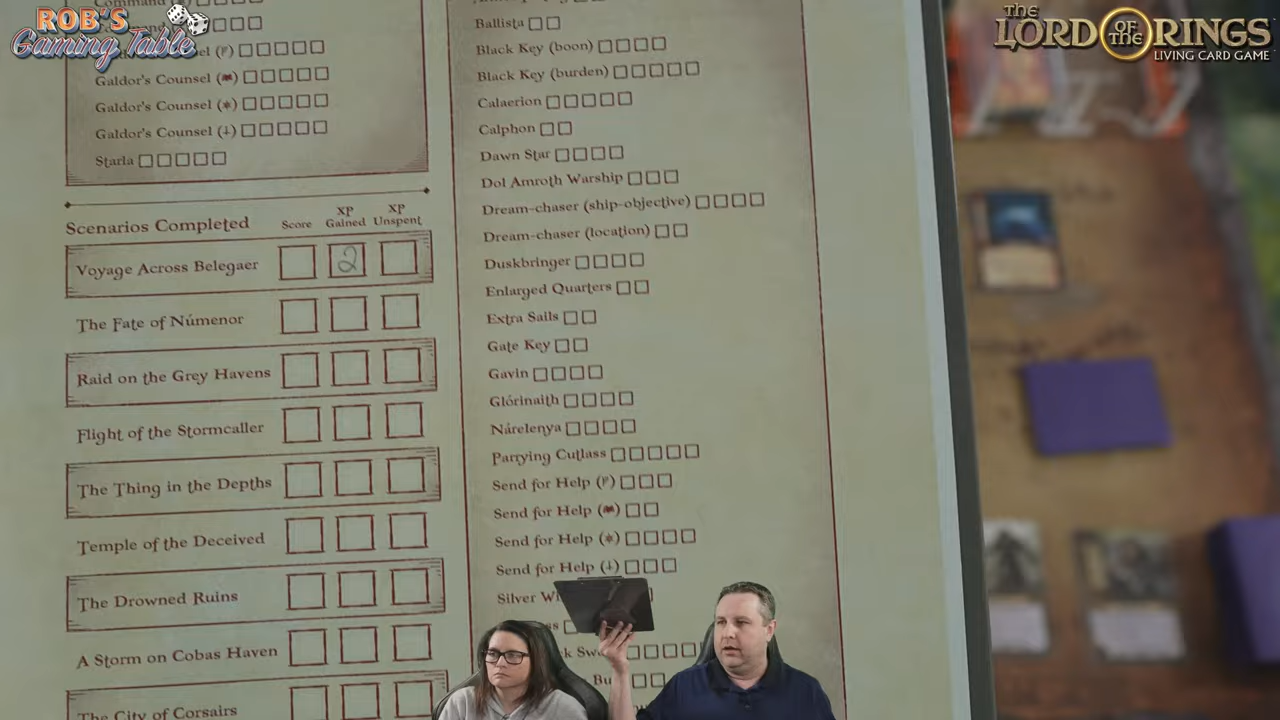 ROB'S
Gaming Table
THE LORD OF THE RINGS
LIVING CARD GAME
Galdor's Counsel
Galdor's Counsel
Galdor's Counsel
Starla
Scenarios Completed
Score
XP Gained
XP Unspent
Voyage Across Belegaer
2
The Fate of Númenor
Raid on the Grey Havens
Flight of the Stormcaller
The Thing in the Depths
Temple of the Deceived
The Drowned Ruins
A Storm on Cobas Haven
The City of Corsairs
Ballista
Black Key (boon)
Black Key (burden)
Calaerion
Calphon
Dawn Star
Dol Amroth Warship
Dream-chaser (ship-objective)
Dream-chaser (location)
Duskbringer
Enlarged Quarters
Extra Sails
Gate Key
Gavin
Glórinaith
Nárelenya
Parrying Cutlass
Send for Help
Send for Help
Send for Help
Send for Help
Silver